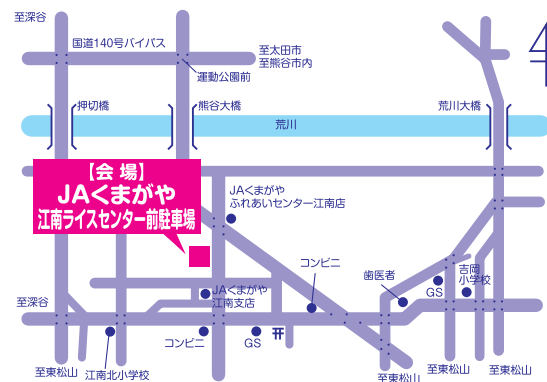 至深谷
国道140号バイパス
至太田市
至熊谷市内
運動公園前
押切橋
熊谷大橋
荒川
荒川大橋
【会 場】
JAくまがや
江南ライスセンター前駐車場
JAくまがや
ふれあいセンター江南店
コンビニ
歯医者
吉岡
小学校
GS
至深谷
JAくまがや
江南支店
コンビニ
GS
至東松山
江南北小学校
至東松山
至東松山
至東松山
4